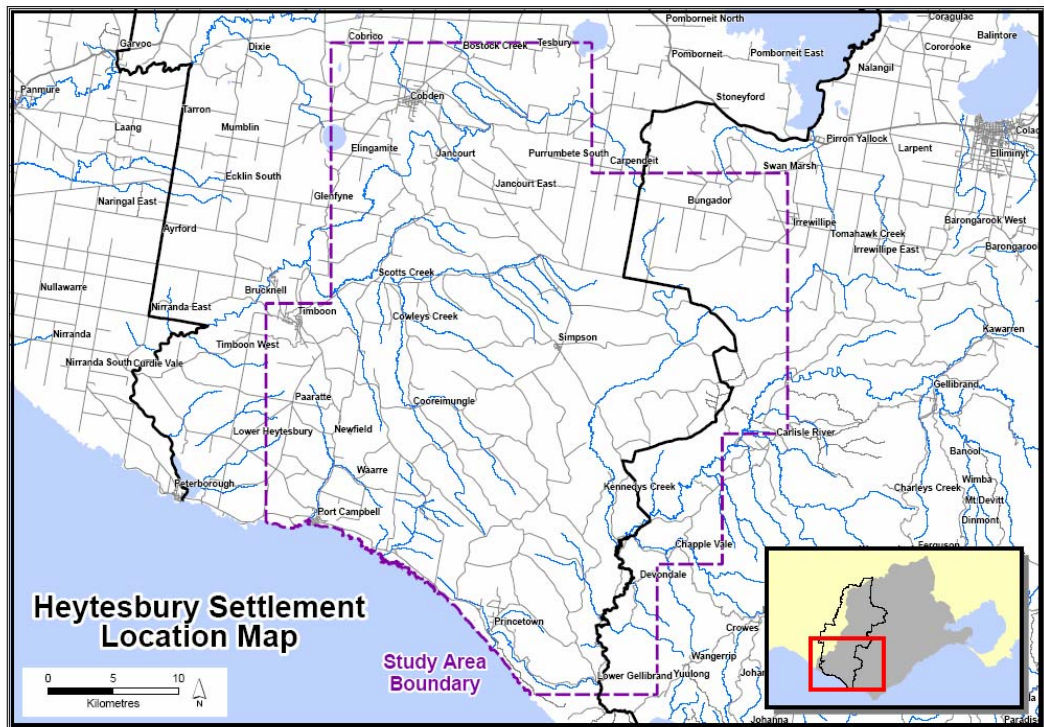 Pomborneit North
Coragulac
Garvoc
Dixie
Cobrico
Bostock Creek
Tesbury
Balintore
Cororooke
Pomborneit
Pomborneit East
Nalangil
Panmure
Cobden
Stoneyford
Tarron
Laang
Mumblin
Elingamite
Jancourt
Purrumbete South
Carpendeit
Pirron Yallock
Larpent
Elliminyt
Swan Marsh
Ecklin South
Jancourt East
Glenfyne
Bungador
Naringal East
Ayrford
Irrewillipe
Barongarook West
Tomahawk Creek
Irrewillipe East
Scotts Creek
Nullawarre
Brucknell
Nirranda East
Timboon
Cowleys Creek
Nirranda
Simpson
Kawarren
Timboon West
Nirranda South
Curdie Vale
Gellibrand
Paaratte
Cooreimungle
Lower Heytesbury
Newfield
Carlisle River
Banool
Waarre
Wimba
Peterborough
Kennedys Creek
Charleys Creek
Mt Devitt
Port Campbell
Dinmont
Chapple Vale
Devondale
Heytesbury Settlement
Location Map
Princetown
Crowes
Study Area
Boundary
Wangerrip
Lower Gellibrand
Yuulong
0 5 10
Kilometres
N
Johanna